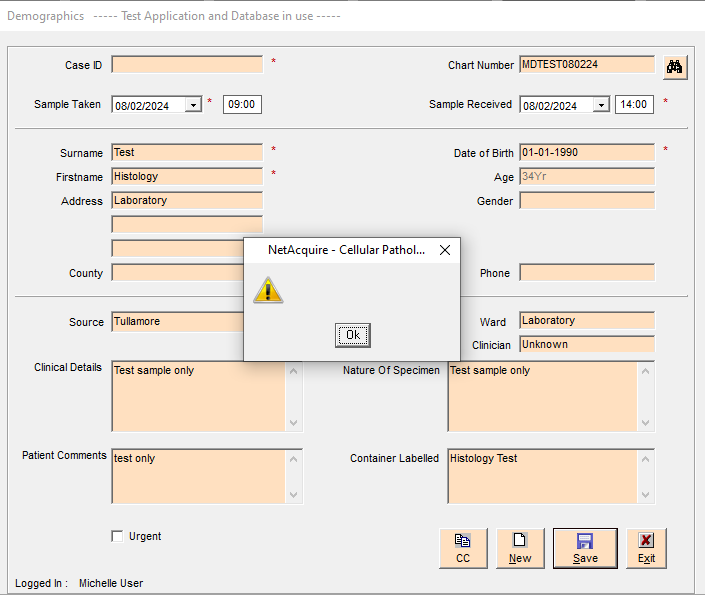 Demographics ----- Test Application and Database in use -----
Case ID * Chart Number MDTEST080224
Sample Taken 08/02/2024 * 09:00 Sample Received 08/02/2024 14:00 *
Surname Test * Date of Birth 01-01-1990 *
Firstname Histology * Age 34Yr
Address Laboratory Gender
NetAcquire - Cellular Pathol...
County Phone
Ok
Source Tullamore Ward Laboratory
Clinician Unknown
Clinical Details Test sample only Nature Of Specimen Test sample only
Patient Comments test only Container Labelled Histology Test
Urgent
CC New Save Exit
Logged In : Michelle User